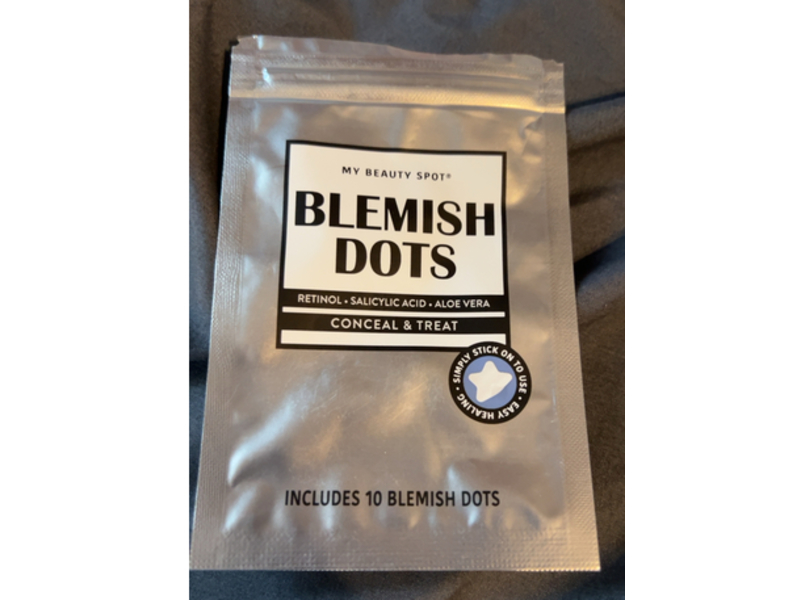 MY BEAUTY SPOT®
BLEMISH
DOTS
RETINOL • SALICYLIC ACID • ALOE VERA
CONCEAL & TREAT
SIMPLY STICK ON TO USE • EASY HEALING •
INCLUDES 10 BLEMISH DOTS